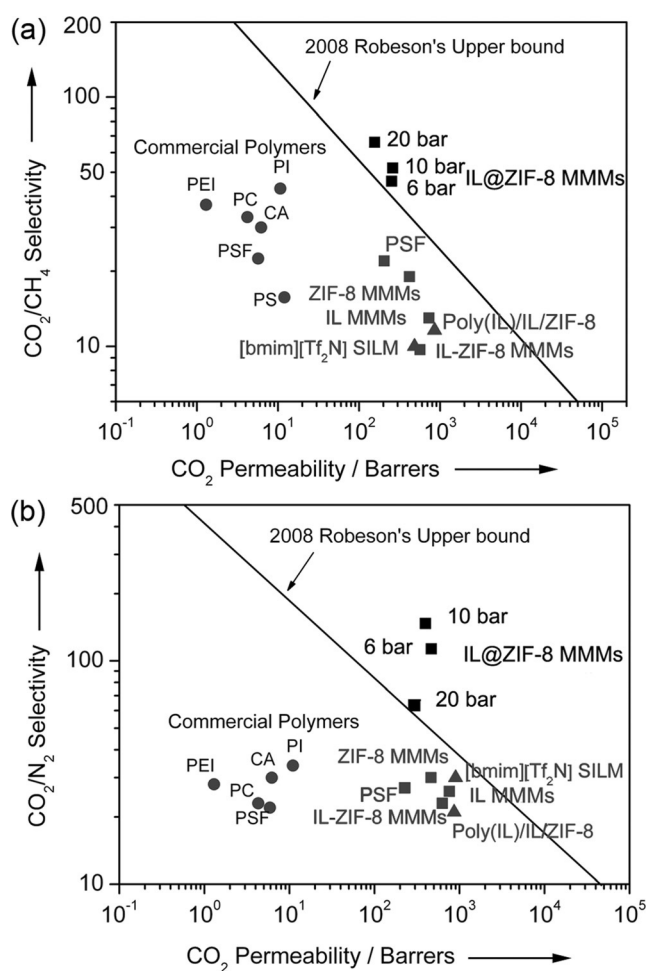 (a)
200
2008 Robeson's Upper bound
100
20 bar
Commercial Polymers
10 bar
IL@ZIF-8 MMMs
6 bar
50
PEI
PI
PC
CA
PSF
PSF
PS
ZIF-8 MMMs
IL MMMs
Poly(IL)/IL/ZIF-8
10
[bmim][Tf₂N] SILM
IL-ZIF-8 MMMs
CO₂/CH₄ Selectivity
10⁻¹ 10⁰ 10¹ 10² 10³ 10⁴ 10⁵
CO₂ Permeability / Barrers
(b)
500
2008 Robeson's Upper bound
10 bar
6 bar
IL@ZIF-8 MMMs
100
20 bar
Commercial Polymers
PEI
CA
PI
ZIF-8 MMMs
[bmim][Tf₂N] SILM
PC
PSF
IL MMMs
PSF
IL-ZIF-8 MMMs
Poly(IL)/IL/ZIF-8
10
CO₂/N₂ Selectivity
10⁻¹ 10⁰ 10¹ 10² 10³ 10⁴ 10⁵
CO₂ Permeability / Barrers